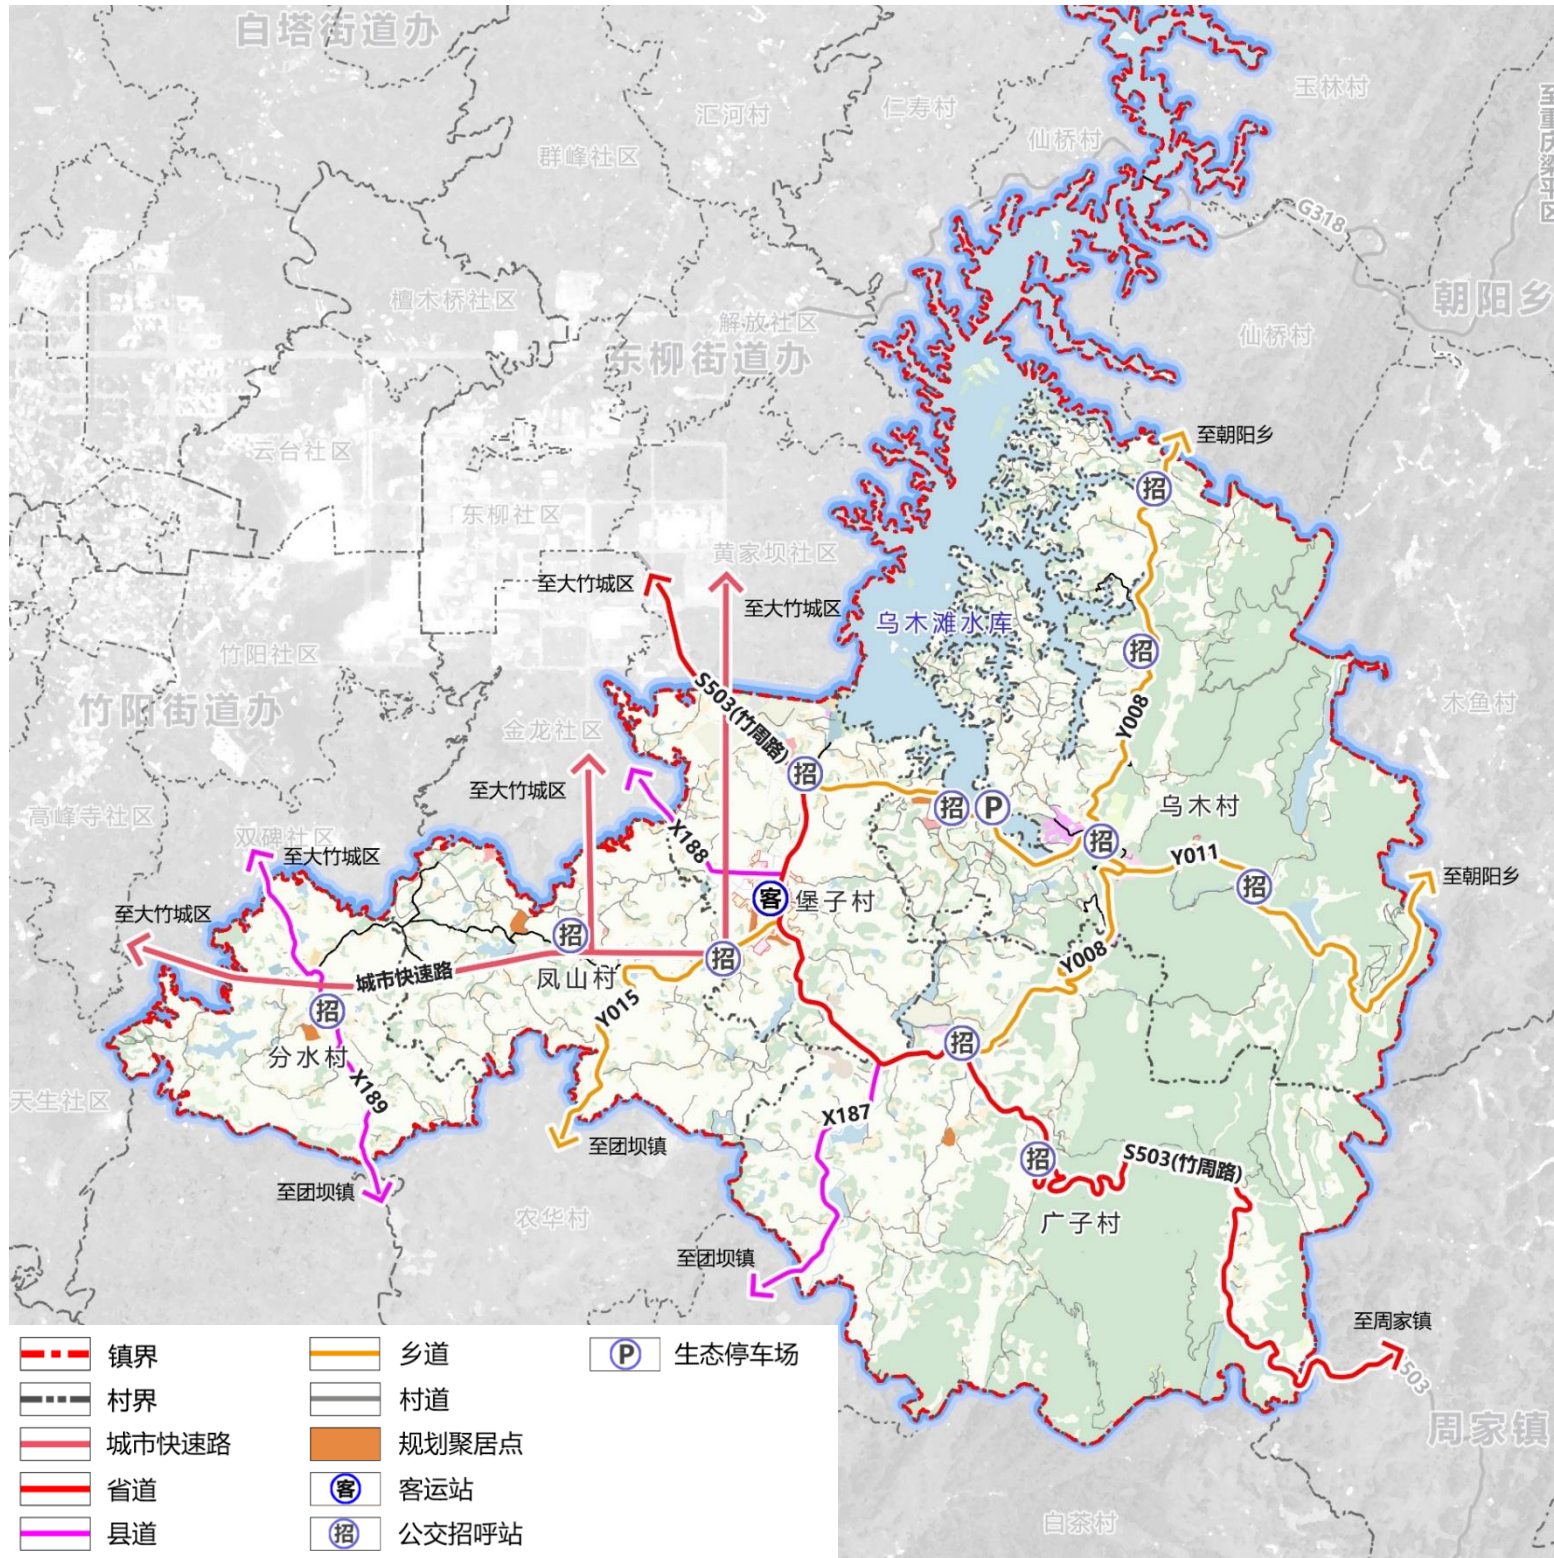 白塔街道办
汇河村
仁寿村
玉林村
至重庆梁平区
仙桥村
群峰社区
G318
檀木桥社区
解放社区
朝阳乡
仙桥村
东柳街道办
云台社区
至朝阳乡
招
东柳社区
黄家坝社区
至大竹城区
至大竹城区
乌木滩水库
招
竹阳社区
竹阳街道办
S503(竹周路)
Y008
木鱼村
金龙社区
招
至大竹城区
招
P
乌木村
高峰寺社区
双碑社区
X188
招
至大竹城区
Y011
至朝阳乡
招
至大竹城区
客
堡子村
招
招
城市快速路
凤山村
Y008
招
Y015
分水村
招
X189
天生社区
X187
至团坝镇
招
S503(竹周路)
至团坝镇
农华村
广子村
至团坝镇
至周家镇
503
周家镇
白茶村
镇界
乡道
P
生态停车场
村界
村道
城市快速路
规划聚居点
省道
客
客运站
县道
招
公交招呼站